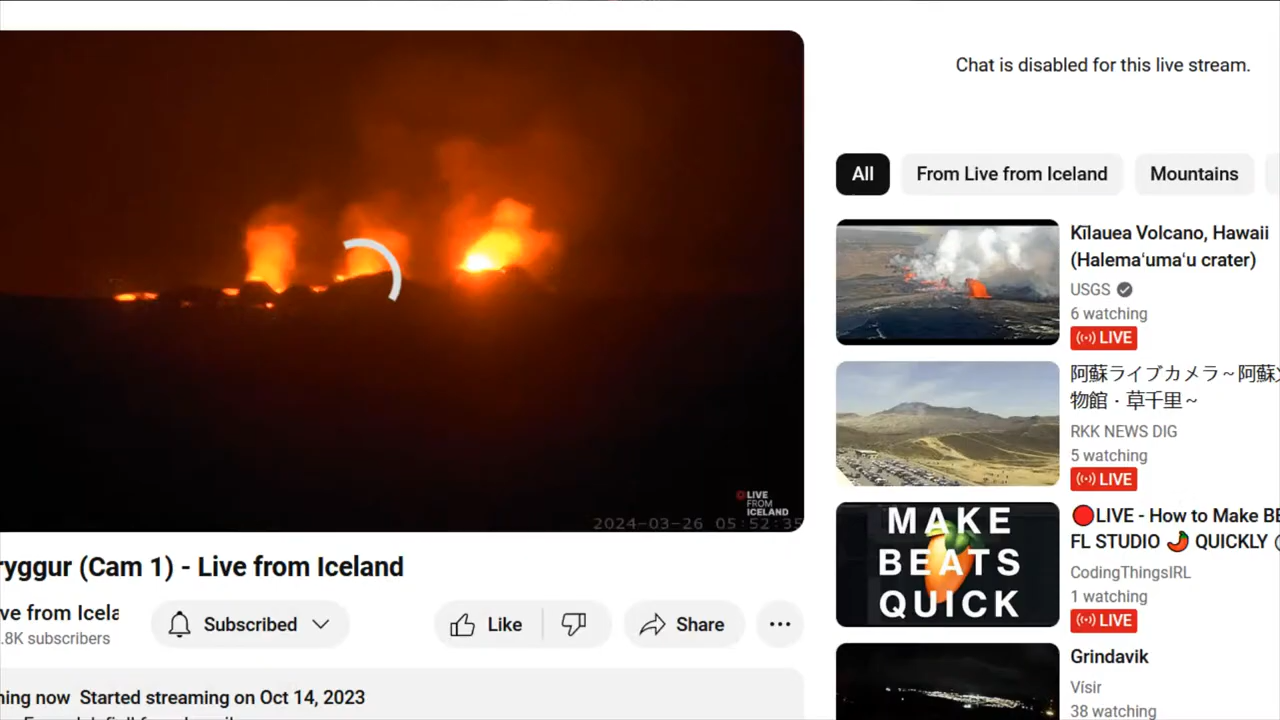 Chat is disabled for this live stream.
All
From Live from Iceland
Mountains
LIVE
FROM
ICELAND
2024-03-26 05:52:35
ryggur (Cam 1) - Live from Iceland
ve from Icela
.8K subscribers
Subscribed
Like
Share
ning now Started streaming on Oct 14, 2023
Kīlauea Volcano, Hawaii
(Halemaʻumaʻu crater)
USGS
6 watching
LIVE
阿蘇ライブカメラ～阿蘇
物館・草千里～
RKK NEWS DIG
5 watching
LIVE
MAKE
BEATS
QUICK
🔴LIVE - How to Make BE
FL STUDIO 🌶 QUICKLY
CodingThingsIRL
1 watching
LIVE
Grindavik
Vísir
38 watching